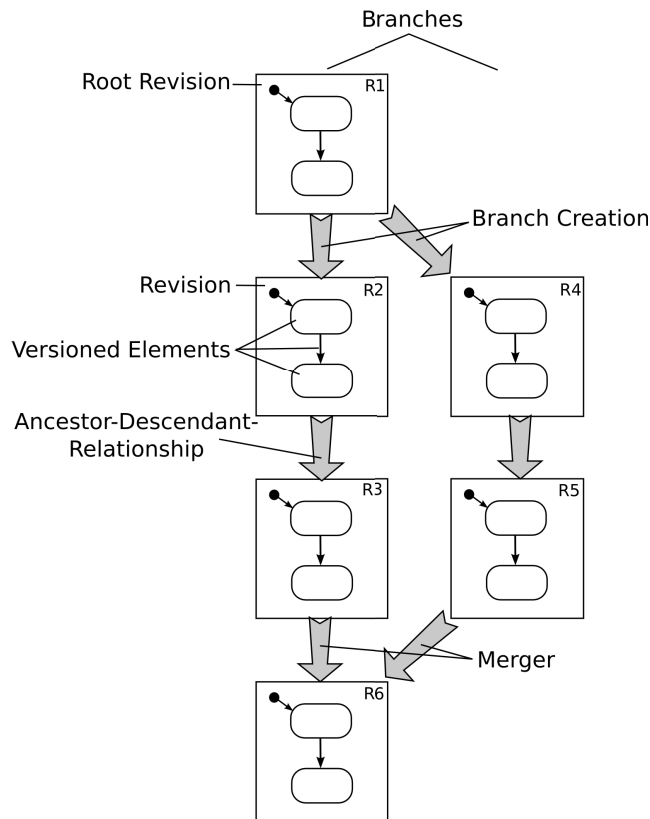 Branches
Root Revision
R1
Branch Creation
Revision
R2
R4
Versioned Elements
Ancestor-Descendant-
Relationship
R3
R5
Merger
R6